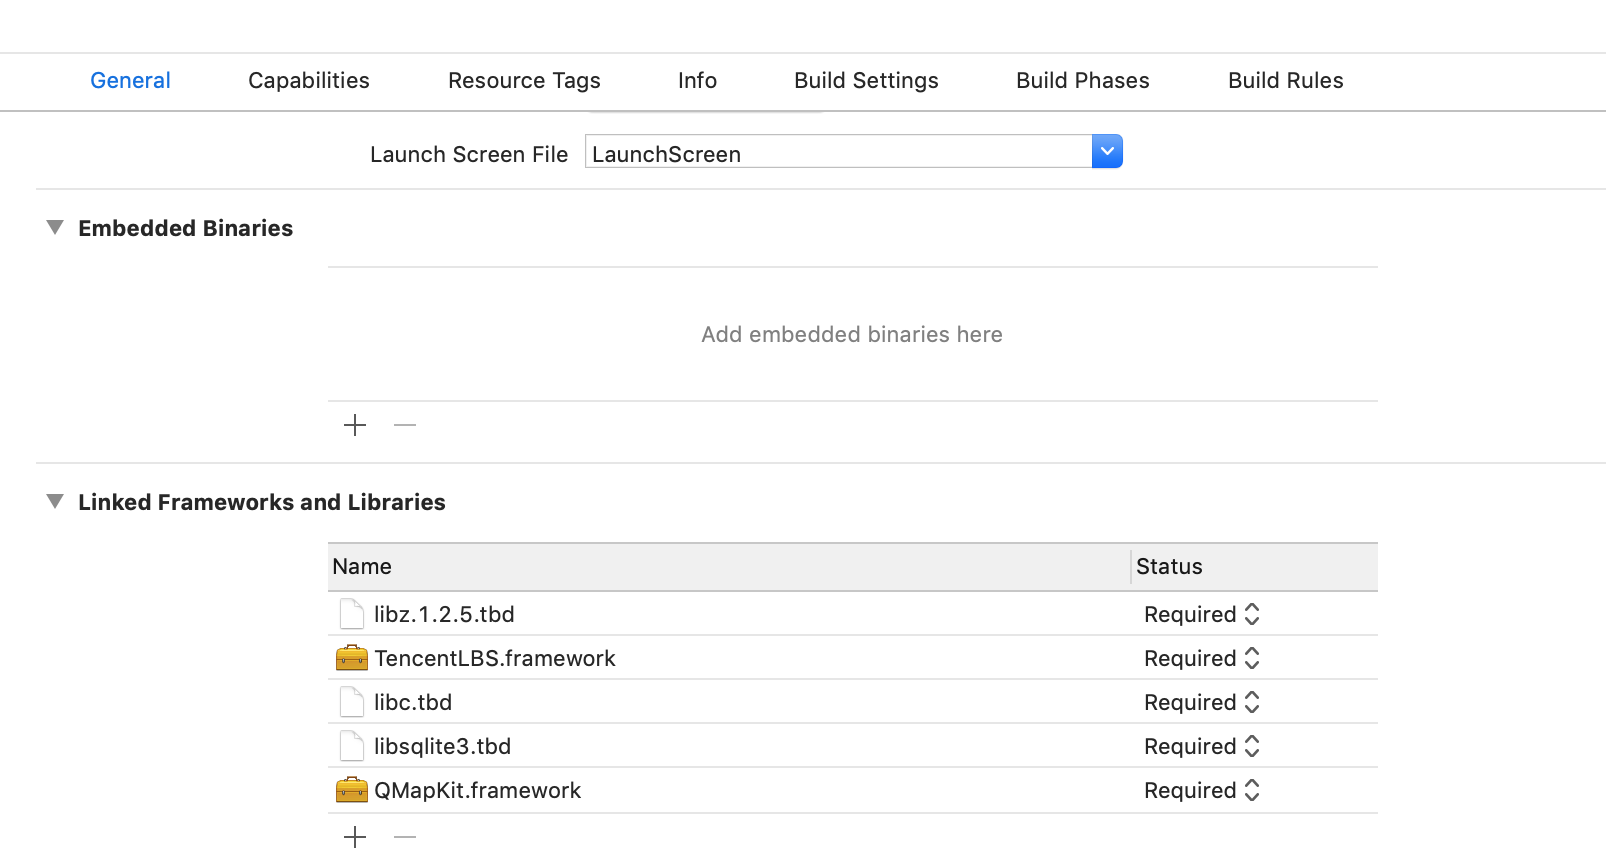 General Capabilities Resource Tags Info Build Settings Build Phases Build Rules
Launch Screen File LaunchScreen
Embedded Binaries
Add embedded binaries here
Linked Frameworks and Libraries
Name Status
libz.1.2.5.tbd Required
TencentLBS.framework Required
libc.tbd Required
libsqlite3.tbd Required
QMapKit.framework Required